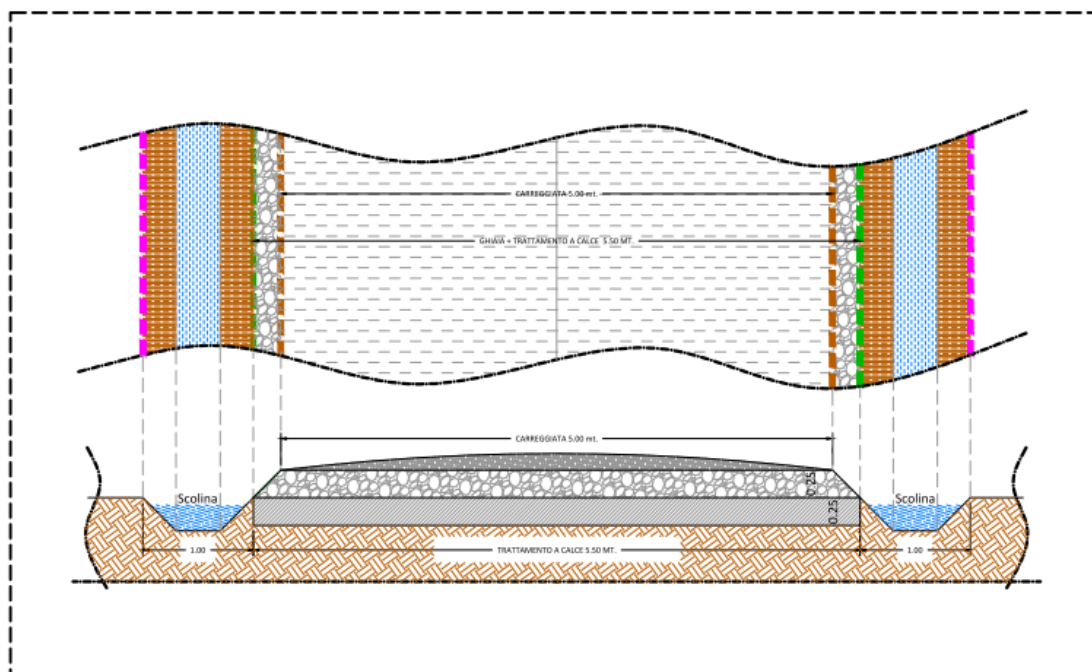 CARREGGIATA 5.00 mt.
GHIAIA + TRATTAMENTO A CALCE 5.50 MT.
CARREGGIATA 5.00 mt.
0.25
Scolina
Scolina
0.25
1.00
TRATTAMENTO A CALCE 5.50 MT.
1.00